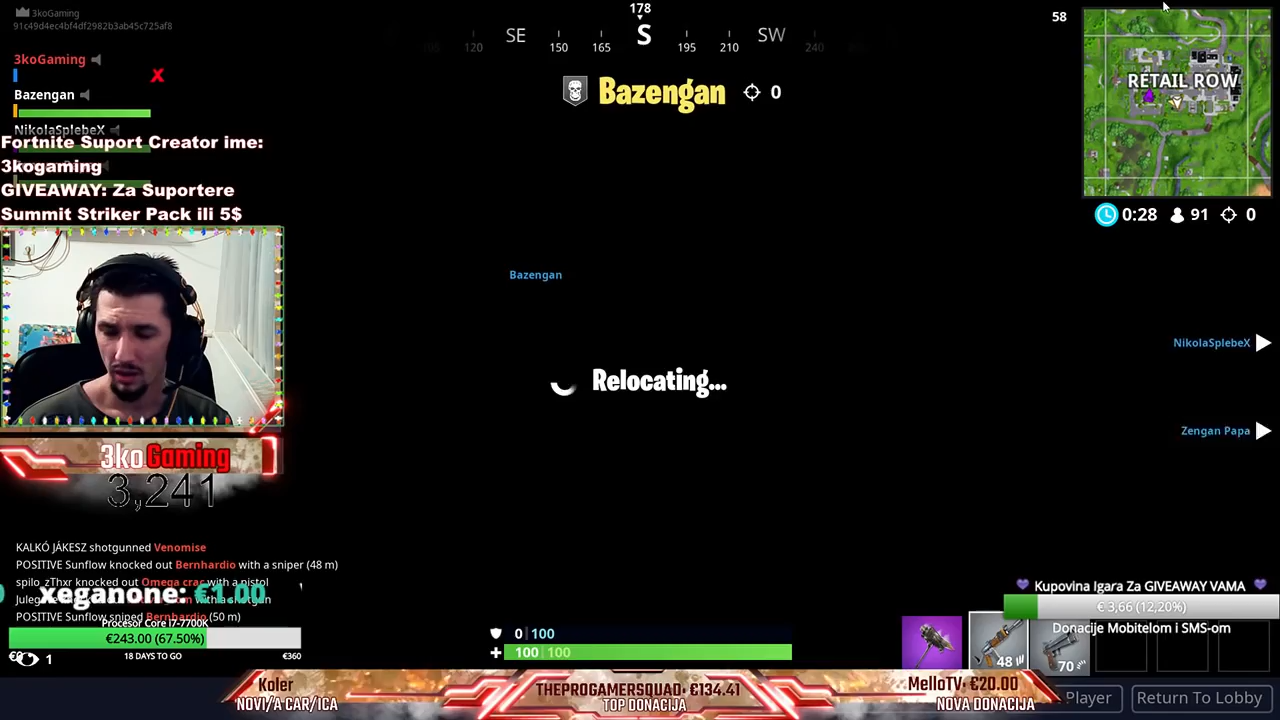 3koGaming
91c49d4ec4bf4df2982b3ab45c725af8
178
105 120 SE 150 165 S 195 210 SW 240
58
3koGaming
X
Bazengan
NikolaSplebeX
Bazengan
0
RETAIL ROW
Fortnite Suport Creator ime:
3kogaming
GIVEAWAY: Za Suportere
Summit Striker Pack ili 5$
0:28 91 0
Bazengan
NikolaSplebeX
Relocating...
Zengan Papa
3koGaming
3,241
KALKÓ JÁKESZ shotgunned Venomise
POSITIVE Sunflow knocked out Bernhardio with a sniper (48 m)
spilo_zThxr knocked out Omega crac with a pistol
xeganone: €1.00
POSITIVE Sunflow sniped Bernhardio (50 m)
Procesor Core I7-7700K
€243.00 (67.50%)
1
18 DAYS TO GO
€360
0 | 100
100 | 100
Kupovina Igara Za GIVEAWAY VAMA
€ 3,66 (12,20%)
Donacije Mobitelom i SMS-om
48
70
Player
Return To Lobby
Koler
NOVI/A CAR/ICA
THEPROGAMERSQUAD: €134.41
TOP DONACIJA
MelloTV: €20.00
NOVA DONACIJA